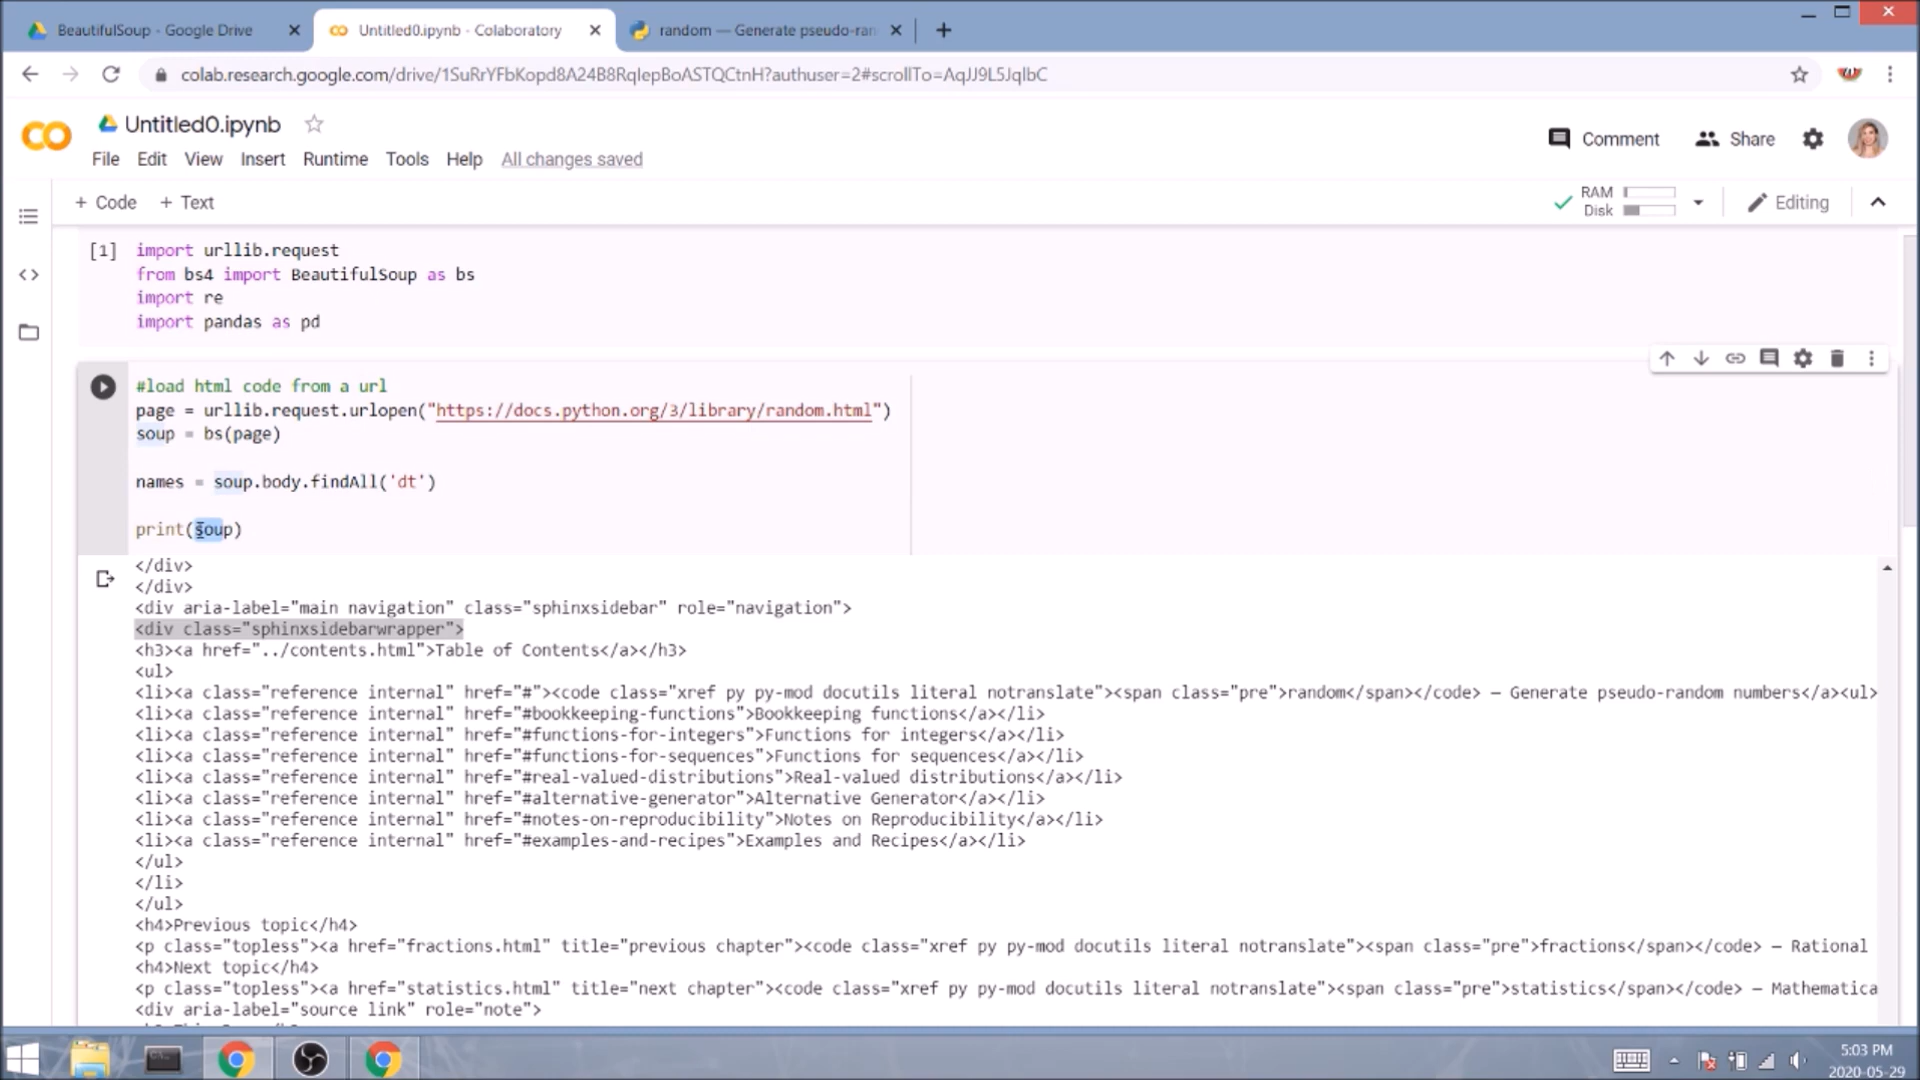 BeautifulSoup - Google Drive
Untitled0.ipynb - Colaboratory
random — Generate pseudo-ran
colab.research.google.com/drive/1SuRrYFbKopd8A24B8RqIepBoASTQCtnH?authuser=2#scrollTo=AqJJ9L5JqIbC
Untitled0.ipynb
Comment Share
File Edit View Insert Runtime Tools Help All changes saved
+ Code + Text
RAM
Disk
Editing
[1] import urllib.request
from bs4 import BeautifulSoup as bs
import re
import pandas as pd
#load html code from a url
page = urllib.request.urlopen("https://docs.python.org/3/library/random.html")
soup = bs(page)
names = soup.body.findAll('dt')
print(soup)
</div>
</div>
<div aria-label="main navigation" class="sphinxsidebar" role="navigation">
<div class="sphinxsidebarwrapper">
<h3><a href="../contents.html">Table of Contents</a></h3>
<ul>
<li><a class="reference internal" href="#"><code class="xref py py-mod docutils literal notranslate"><span class="pre">random</span></code> — Generate pseudo-random numbers</a><ul>
<li><a class="reference internal" href="#bookkeeping-functions">Bookkeeping functions</a></li>
<li><a class="reference internal" href="#functions-for-integers">Functions for integers</a></li>
<li><a class="reference internal" href="#functions-for-sequences">Functions for sequences</a></li>
<li><a class="reference internal" href="#real-valued-distributions">Real-valued distributions</a></li>
<li><a class="reference internal" href="#alternative-generator">Alternative Generator</a></li>
<li><a class="reference internal" href="#notes-on-reproducibility">Notes on Reproducibility</a></li>
<li><a class="reference internal" href="#examples-and-recipes">Examples and Recipes</a></li>
</ul>
</li>
</ul>
<h4>Previous topic</h4>
<p class="topless"><a href="fractions.html" title="previous chapter"><code class="xref py py-mod docutils literal notranslate"><span class="pre">fractions</span></code> — Rational
<h4>Next topic</h4>
<p class="topless"><a href="statistics.html" title="next chapter"><code class="xref py py-mod docutils literal notranslate"><span class="pre">statistics</span></code> — Mathematica
<div aria-label="source link" role="note">
5:03 PM
2020-05-29